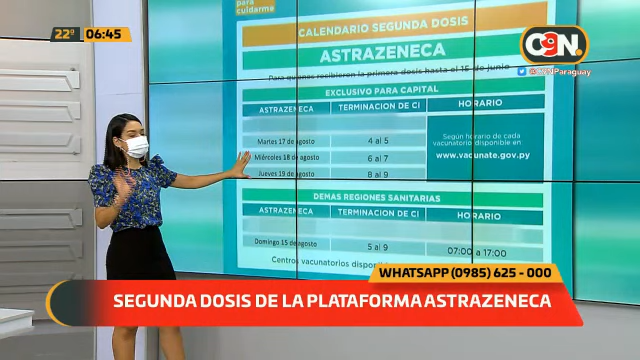 22º 06:45
para
cuidarma
CALENDARIO SEGUNDA DOSIS
ASTRAZENECA
Para quienes recibieron la primera dosis hasta el 15 de junio
C9N.
@C9NParaguay
EXCLUSIVO PARA CAPITAL
ASTRAZENECA TERMINACION DE CI HORARIO
Martes 17 de agosto 4 al 5
Miércoles 18 de agosto 6 al 7
Jueves 19 de agosto 8 al 9
Según horario de cada
vacunatorio disponible en
www.vacunate.gov.py
DEMAS REGIONES SANITARIAS
ASTRAZENECA TERMINACION DE CI HORARIO
Domingo 15 de agosto 5 al 9 07:00 a 17:00
Centros vacunatorios
WHATSAPP (0985) 625 - 000
SEGUNDA DOSIS DE LA PLATAFORMA ASTRAZENECA